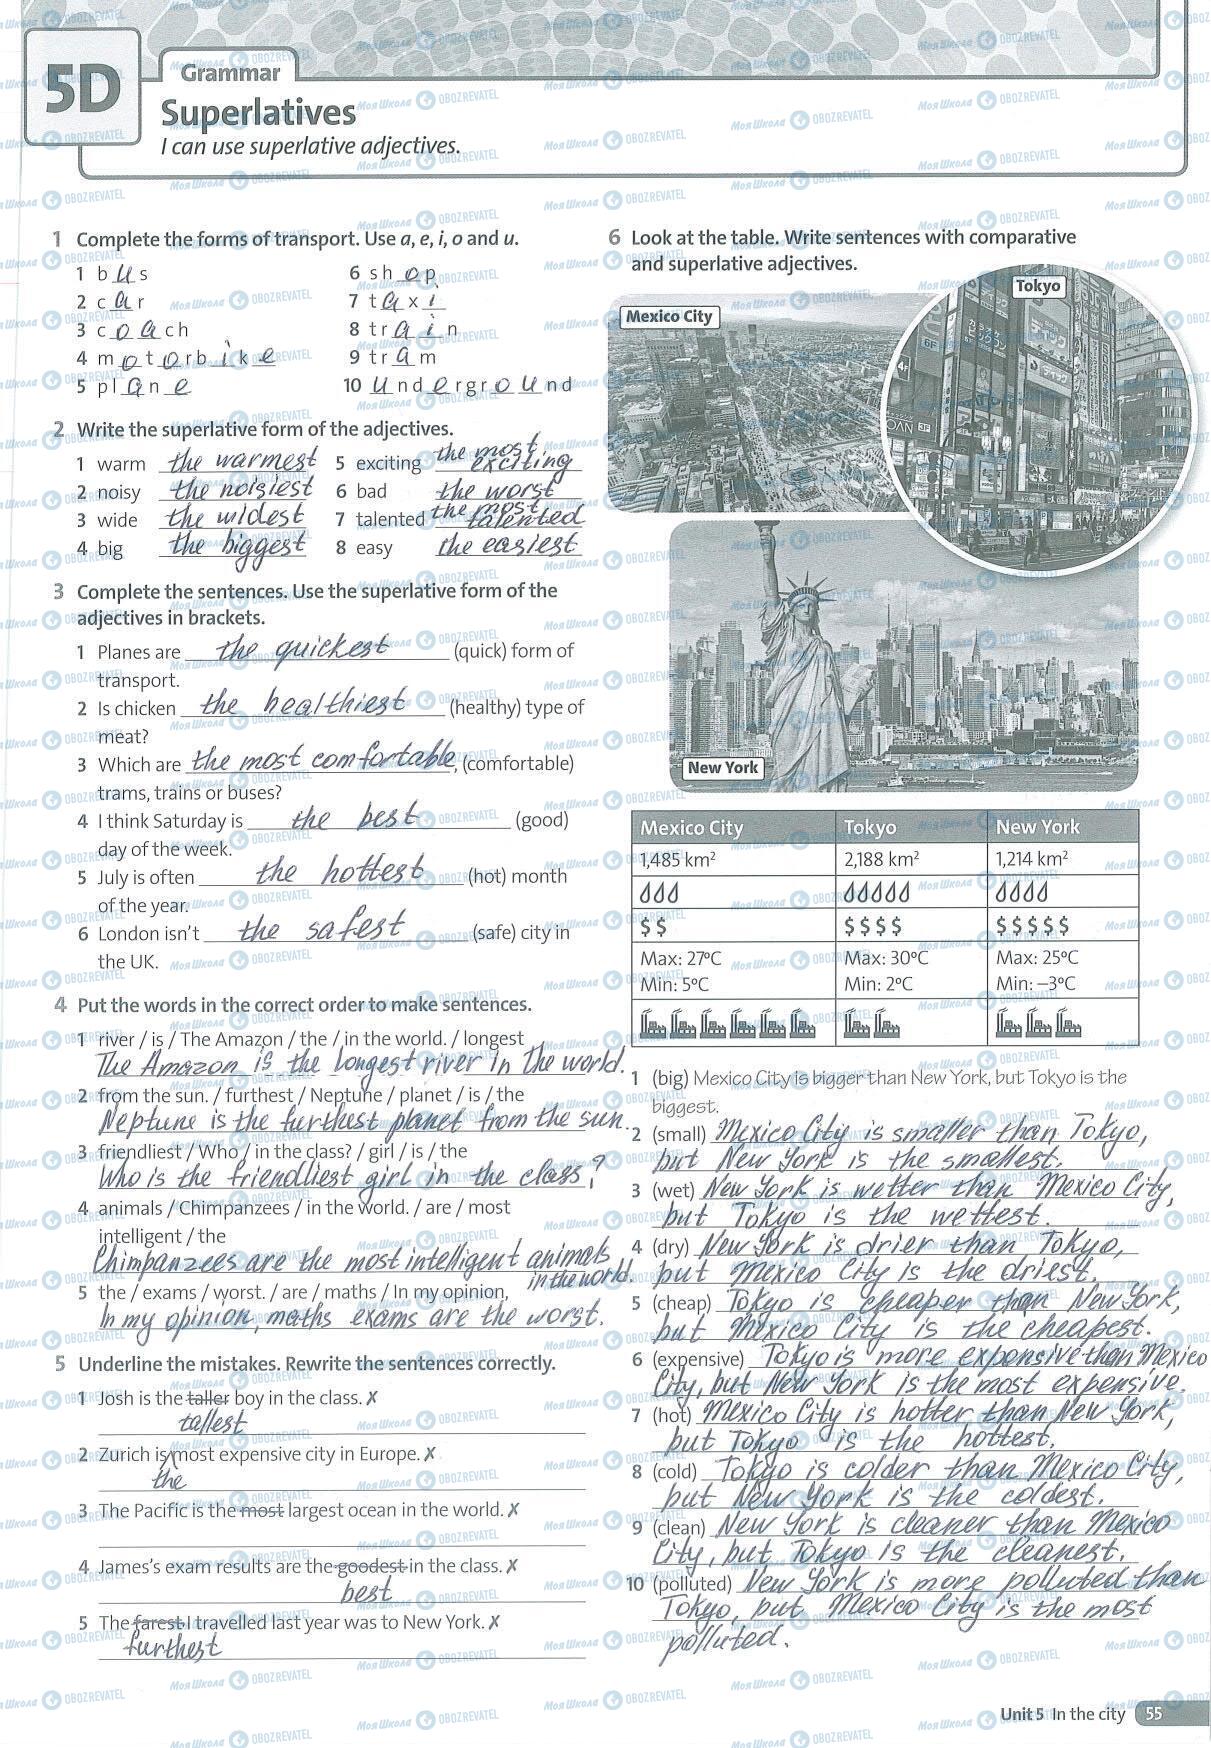 5D
Grammar
Superlatives
I can use superlative adjectives.
1 Complete the forms of transport. Use a, e, i, o and u.
1 b u s
2 c a r
3 c o a ch
4 m o t o rb i k e
5 pl a n e
6 sh o p
7 t a x i
8 tr a i n
9 tr a m
10 u nd e rgr o u nd
2 Write the superlative form of the adjectives.
1 warm the warmest
2 noisy the noisiest
3 wide the widest
4 big the biggest
5 exciting the most exciting
6 bad the worst
7 talented the most talented
8 easy the easiest
3 Complete the sentences. Use the superlative form of the
adjectives in brackets.
1 Planes are the quickest (quick) form of
transport.
2 Is chicken the healthiest (healthy) type of
meat?
3 Which are the most comfortable, (comfortable)
trams, trains or buses?
4 I think Saturday is the best (good)
day of the week.
5 July is often the hottest (hot) month
of the year.
6 London isn't the safest (safe) city in
the UK.
4 Put the words in the correct order to make sentences.
1 river / is / The Amazon / the / in the world. / longest
The Amazon is the longest river in the world.
2 from the sun. / furthest / Neptune / planet / is / the
Neptune is the furthest planet from the sun.
3 friendliest / Who / in the class? / girl / is / the
Who is the friendliest girl in the class?
4 animals / Chimpanzees / in the world. / are / most
intelligent / the
Chimpanzees are the most intelligent animals
in the world.
5 the / exams / worst. / are / maths / In my opinion,
In my opinion, maths exams are the worst.
5 Underline the mistakes. Rewrite the sentences correctly.
1 Josh is the taller boy in the class. ✗
tallest
2 Zurich is most expensive city in Europe. ✗
the
3 The Pacific is the most largest ocean in the world. ✗
4 James's exam results are the goodest in the class. ✗
best
5 The farest I travelled last year was to New York. ✗
furthest
6 Look at the table. Write sentences with comparative
and superlative adjectives.
Mexico City
Tokyo
New York
Mexico City Tokyo New York
1,485 km² 2,188 km² 1,214 km²
$$ $$$$ $$$$$
Max: 27°C Max: 30°C Max: 25°C
Min: 5°C Min: 2°C Min: –3°C
1 (big) Mexico City is bigger than New York, but Tokyo is the
biggest.
2 (small) Mexico City is smaller than Tokyo,
but New York is the smallest.
3 (wet) New York is wetter than Mexico City,
but Tokyo is the wettest.
4 (dry) New York is drier than Tokyo,
but Mexico City is the driest.
5 (cheap) Tokyo is cheaper than New York,
but Mexico City is the cheapest.
6 (expensive) Tokyo is more expensive than Mexico
City, but New York is the most expensive.
7 (hot) Mexico City is hotter than New York,
but Tokyo is the hottest.
8 (cold) Tokyo is colder than Mexico City,
but New York is the coldest.
9 (clean) New York is cleaner than Mexico
City, but Tokyo is the cleanest.
10 (polluted) New York is more polluted than
Tokyo, but Mexico City is the most
polluted.
Unit 5 In the city 55
Моя Школа OBOZREVATEL